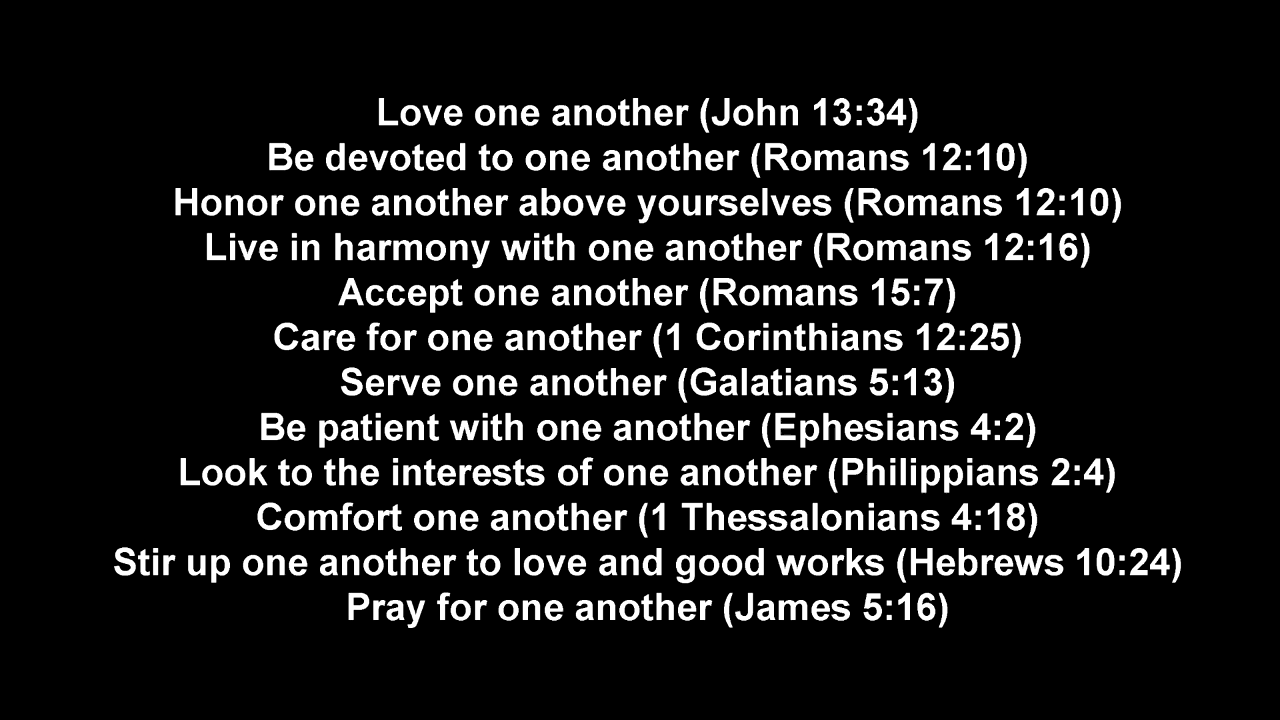 Love one another (John 13:34)
Be devoted to one another (Romans 12:10)
Honor one another above yourselves (Romans 12:10)
Live in harmony with one another (Romans 12:16)
Accept one another (Romans 15:7)
Care for one another (1 Corinthians 12:25)
Serve one another (Galatians 5:13)
Be patient with one another (Ephesians 4:2)
Look to the interests of one another (Philippians 2:4)
Comfort one another (1 Thessalonians 4:18)
Stir up one another to love and good works (Hebrews 10:24)
Pray for one another (James 5:16)